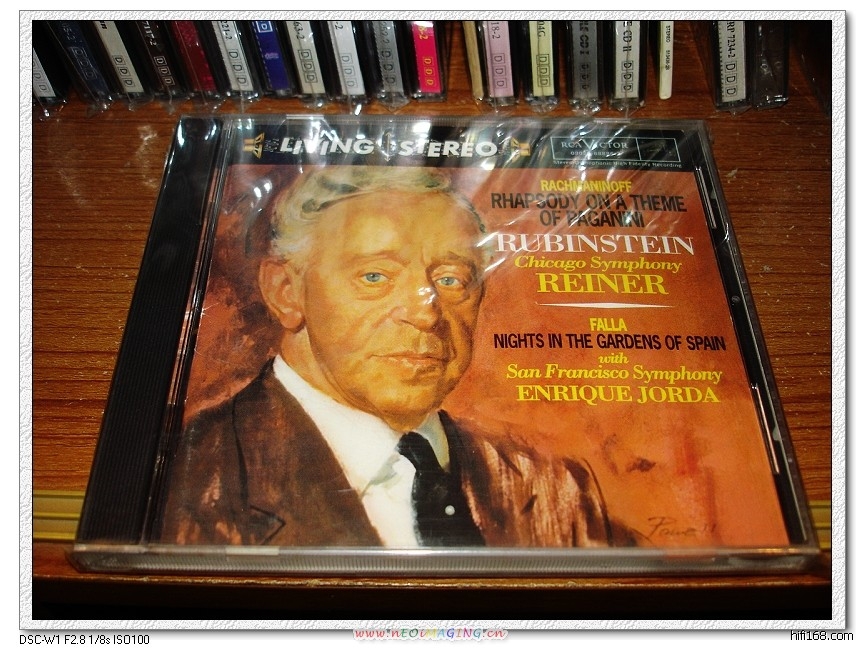 D D D
D D D
D D D
LIVING STEREO
RCA VICTOR
RACHMANINOFF
RHAPSODY ON A THEME
OF PAGANINI
RUBINSTEIN
Chicago Symphony
REINER
FALLA
NIGHTS IN THE GARDENS OF SPAIN
with
San Francisco Symphony
ENRIQUE JORDA
www.nEOiMAGING.cn
DSC-W1 F2.8 1/8s ISO100
hifi168.com